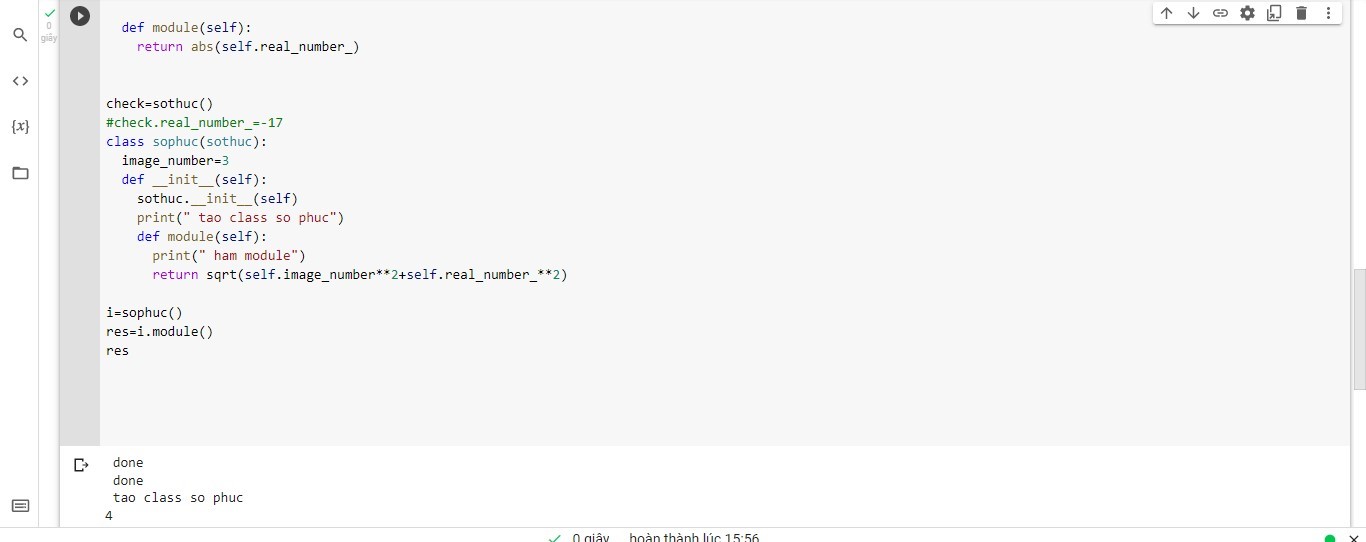 0
giây
def module(self):
return abs(self.real_number_)
{x}
check=sothuc()
#check.real_number_=-17
class sophuc(sothuc):
image_number=3
def __init__(self):
sothuc.__init__(self)
print(" tao class so phuc")
def module(self):
print(" ham module")
return sqrt(self.image_number**2+self.real_number_**2)
i=sophuc()
res=i.module()
res
done
done
tao class so phuc
4
0 giây hoàn thành lúc 15:56